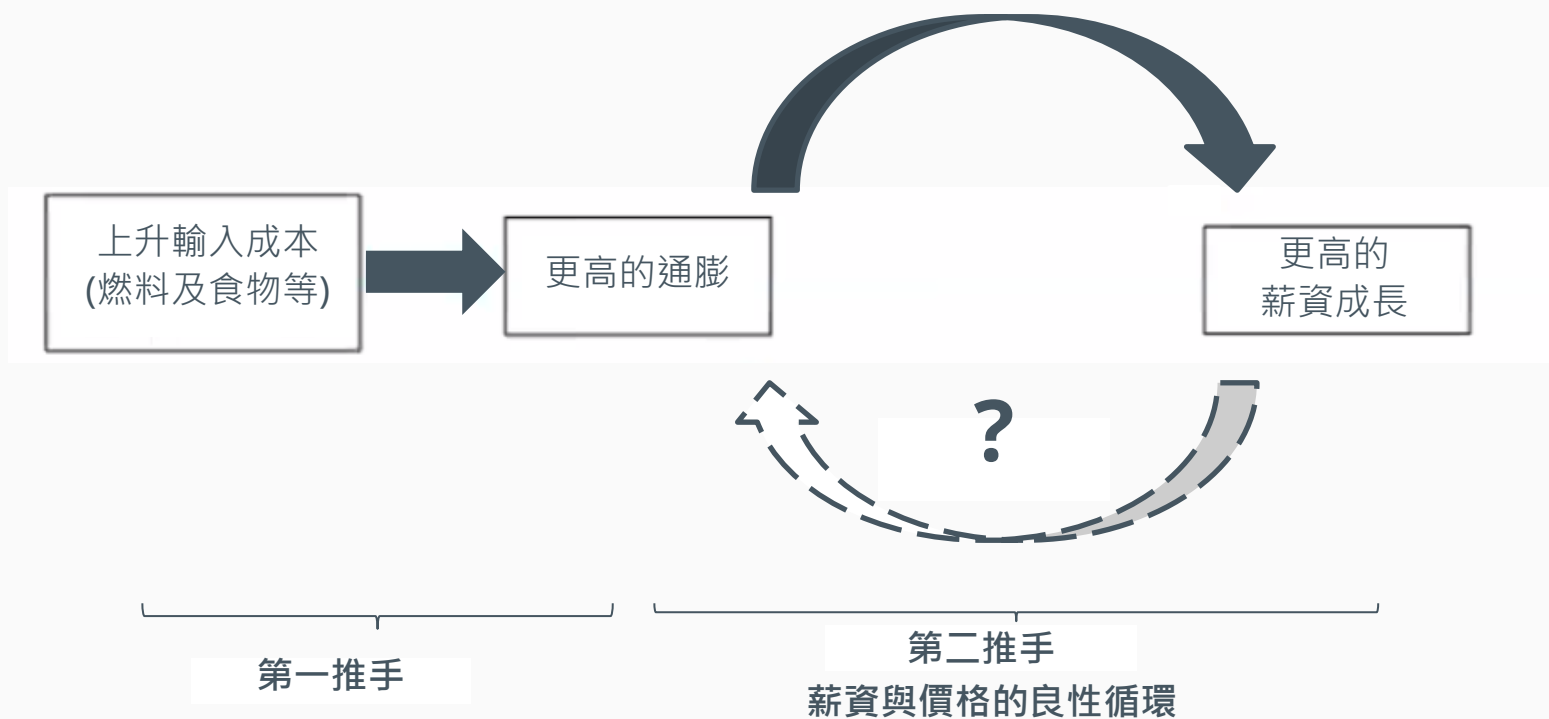 上升輸入成本
(燃料及食物等)
更高的通膨
更高的
薪資成長
?
第一推手
第二推手
薪資與價格的良性循環